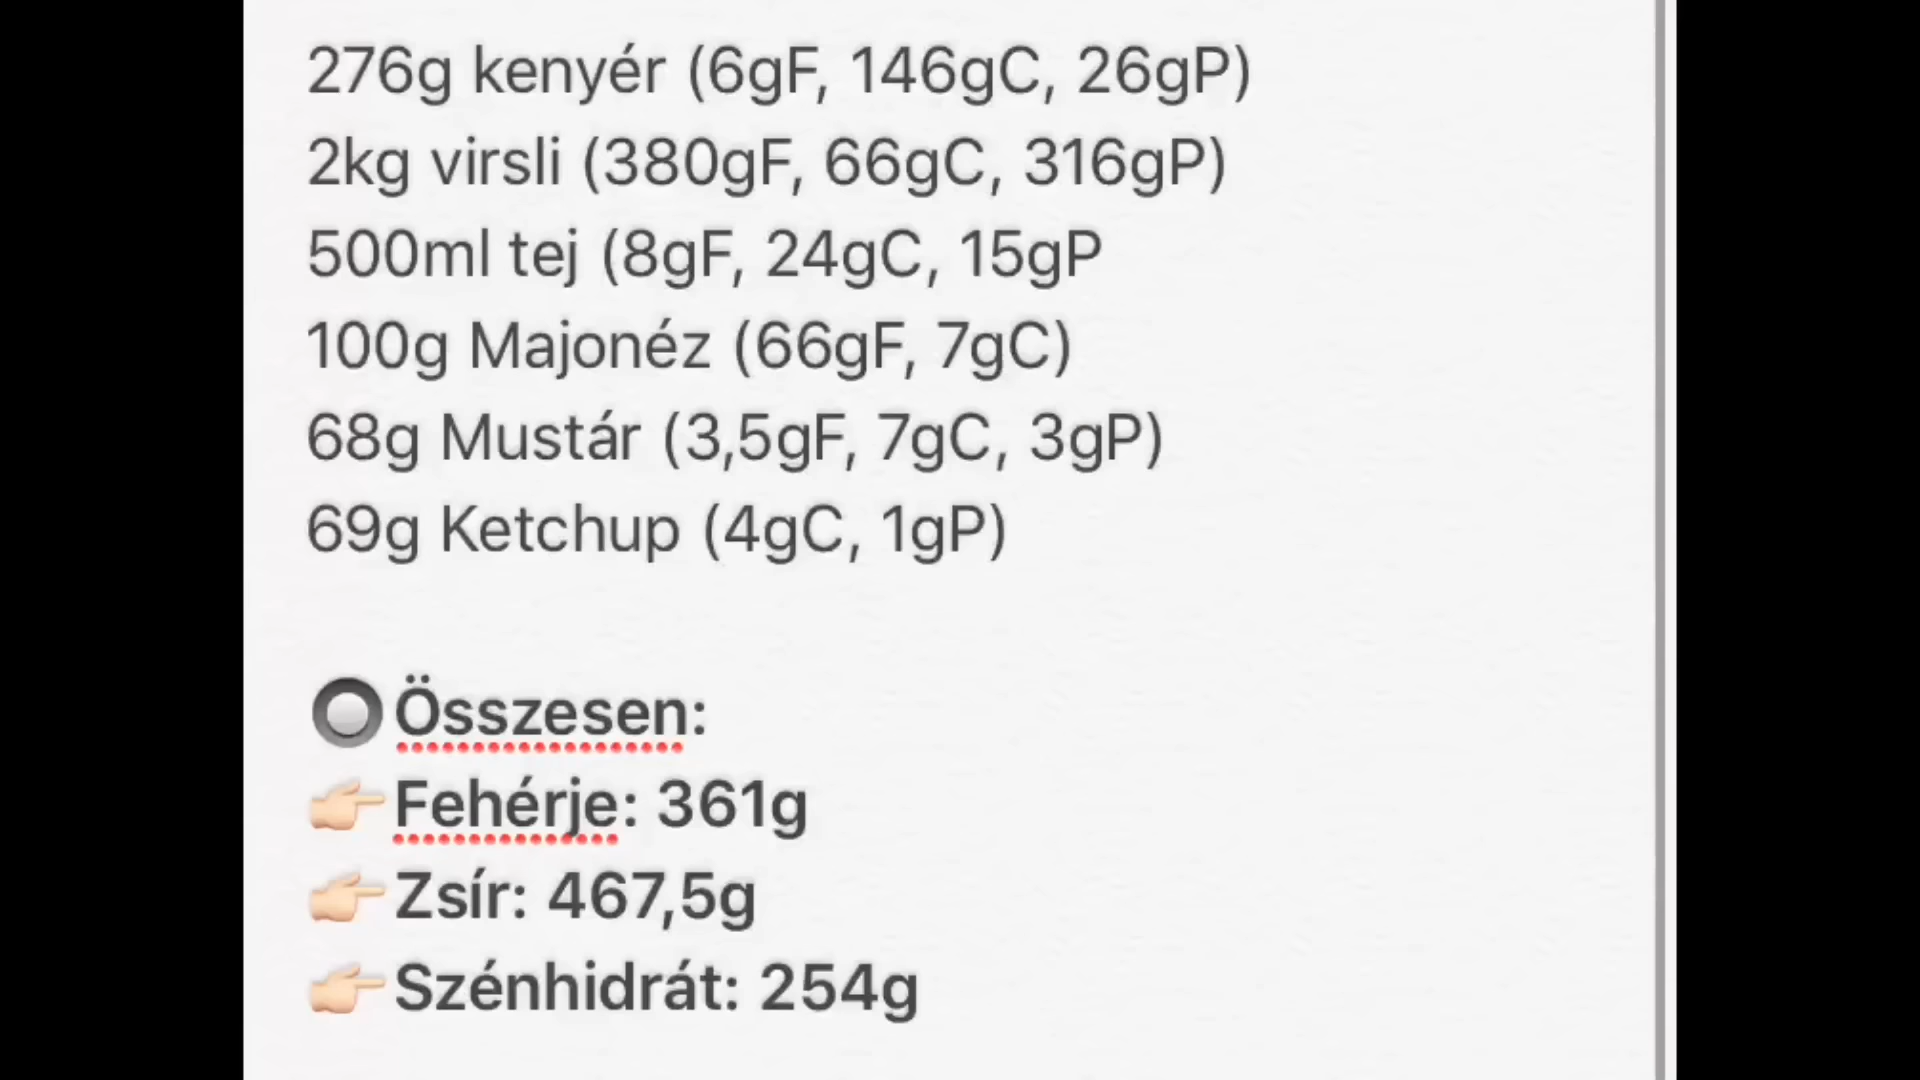 276g kenyér (6gF, 146gC, 26gP)
2kg virsli (380gF, 66gC, 316gP)
500ml tej (8gF, 24gC, 15gP
100g Majonéz (66gF, 7gC)
68g Mustár (3,5gF, 7gC, 3gP)
69g Ketchup (4gC, 1gP)
🔘Összesen:
👉🏻Fehérje: 361g
👉🏻Zsír: 467,5g
👉🏻Szénhidrát: 254g